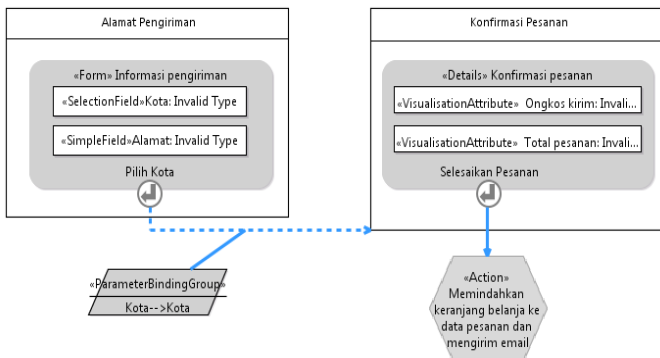 Alamat Pengiriman
«Form» Informasi pengiriman
«SelectionField»Kota: Invalid Type
«SimpleField»Alamat: Invalid Type
Pilih Kota
Konfirmasi Pesanan
«Details» Konfirmasi pesanan
«VisualisationAttribute» Ongkos kirim: Invali...
«VisualisationAttribute» Total pesanan: Invali...
Selesaikan Pesanan
«ParameterBindingGroup»
Kota-->Kota
«Action»
Memindahkan
keranjang belanja ke
data pesanan dan
mengirim email